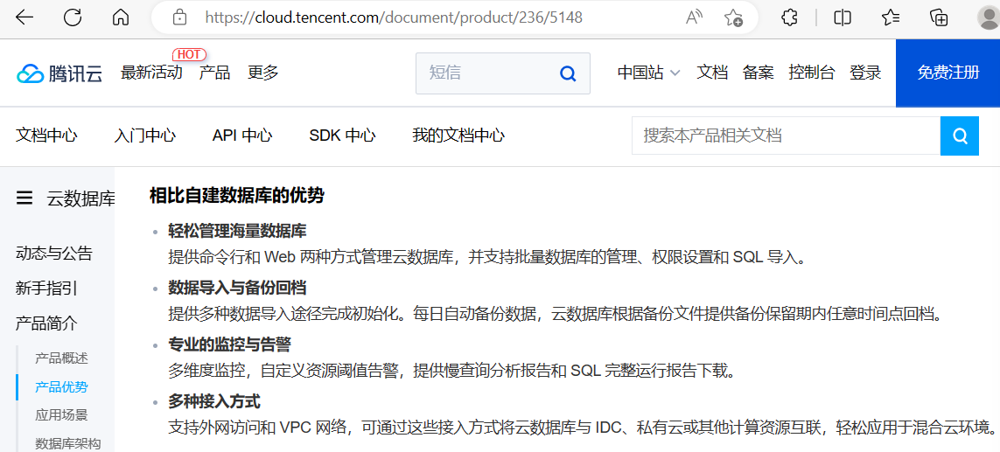 https://cloud.tencent.com/document/product/236/5148
腾讯云 最新活动 HOT 产品 更多 短信 中国站 文档 备案 控制台 登录 免费注册
文档中心 入门中心 API 中心 SDK 中心 我的文档中心 搜索本产品相关文档
云数据库
动态与公告
新手指引
产品简介
产品概述
产品优势
应用场景
数据库架构
相比自建数据库的优势
轻松管理海量数据库
提供命令行和 Web 两种方式管理云数据库，并支持批量数据库的管理、权限设置和 SQL 导入。
数据导入与备份回档
提供多种数据导入途径完成初始化。每日自动备份数据，云数据库根据备份文件提供备份保留期内任意时间点回档。
专业的监控与告警
多维度监控，自定义资源阈值告警，提供慢查询分析报告和 SQL 完整运行报告下载。
多种接入方式
支持外网访问和 VPC 网络，可通过这些接入方式将云数据库与 IDC、私有云或其他计算资源互联，轻松应用于混合云环境。